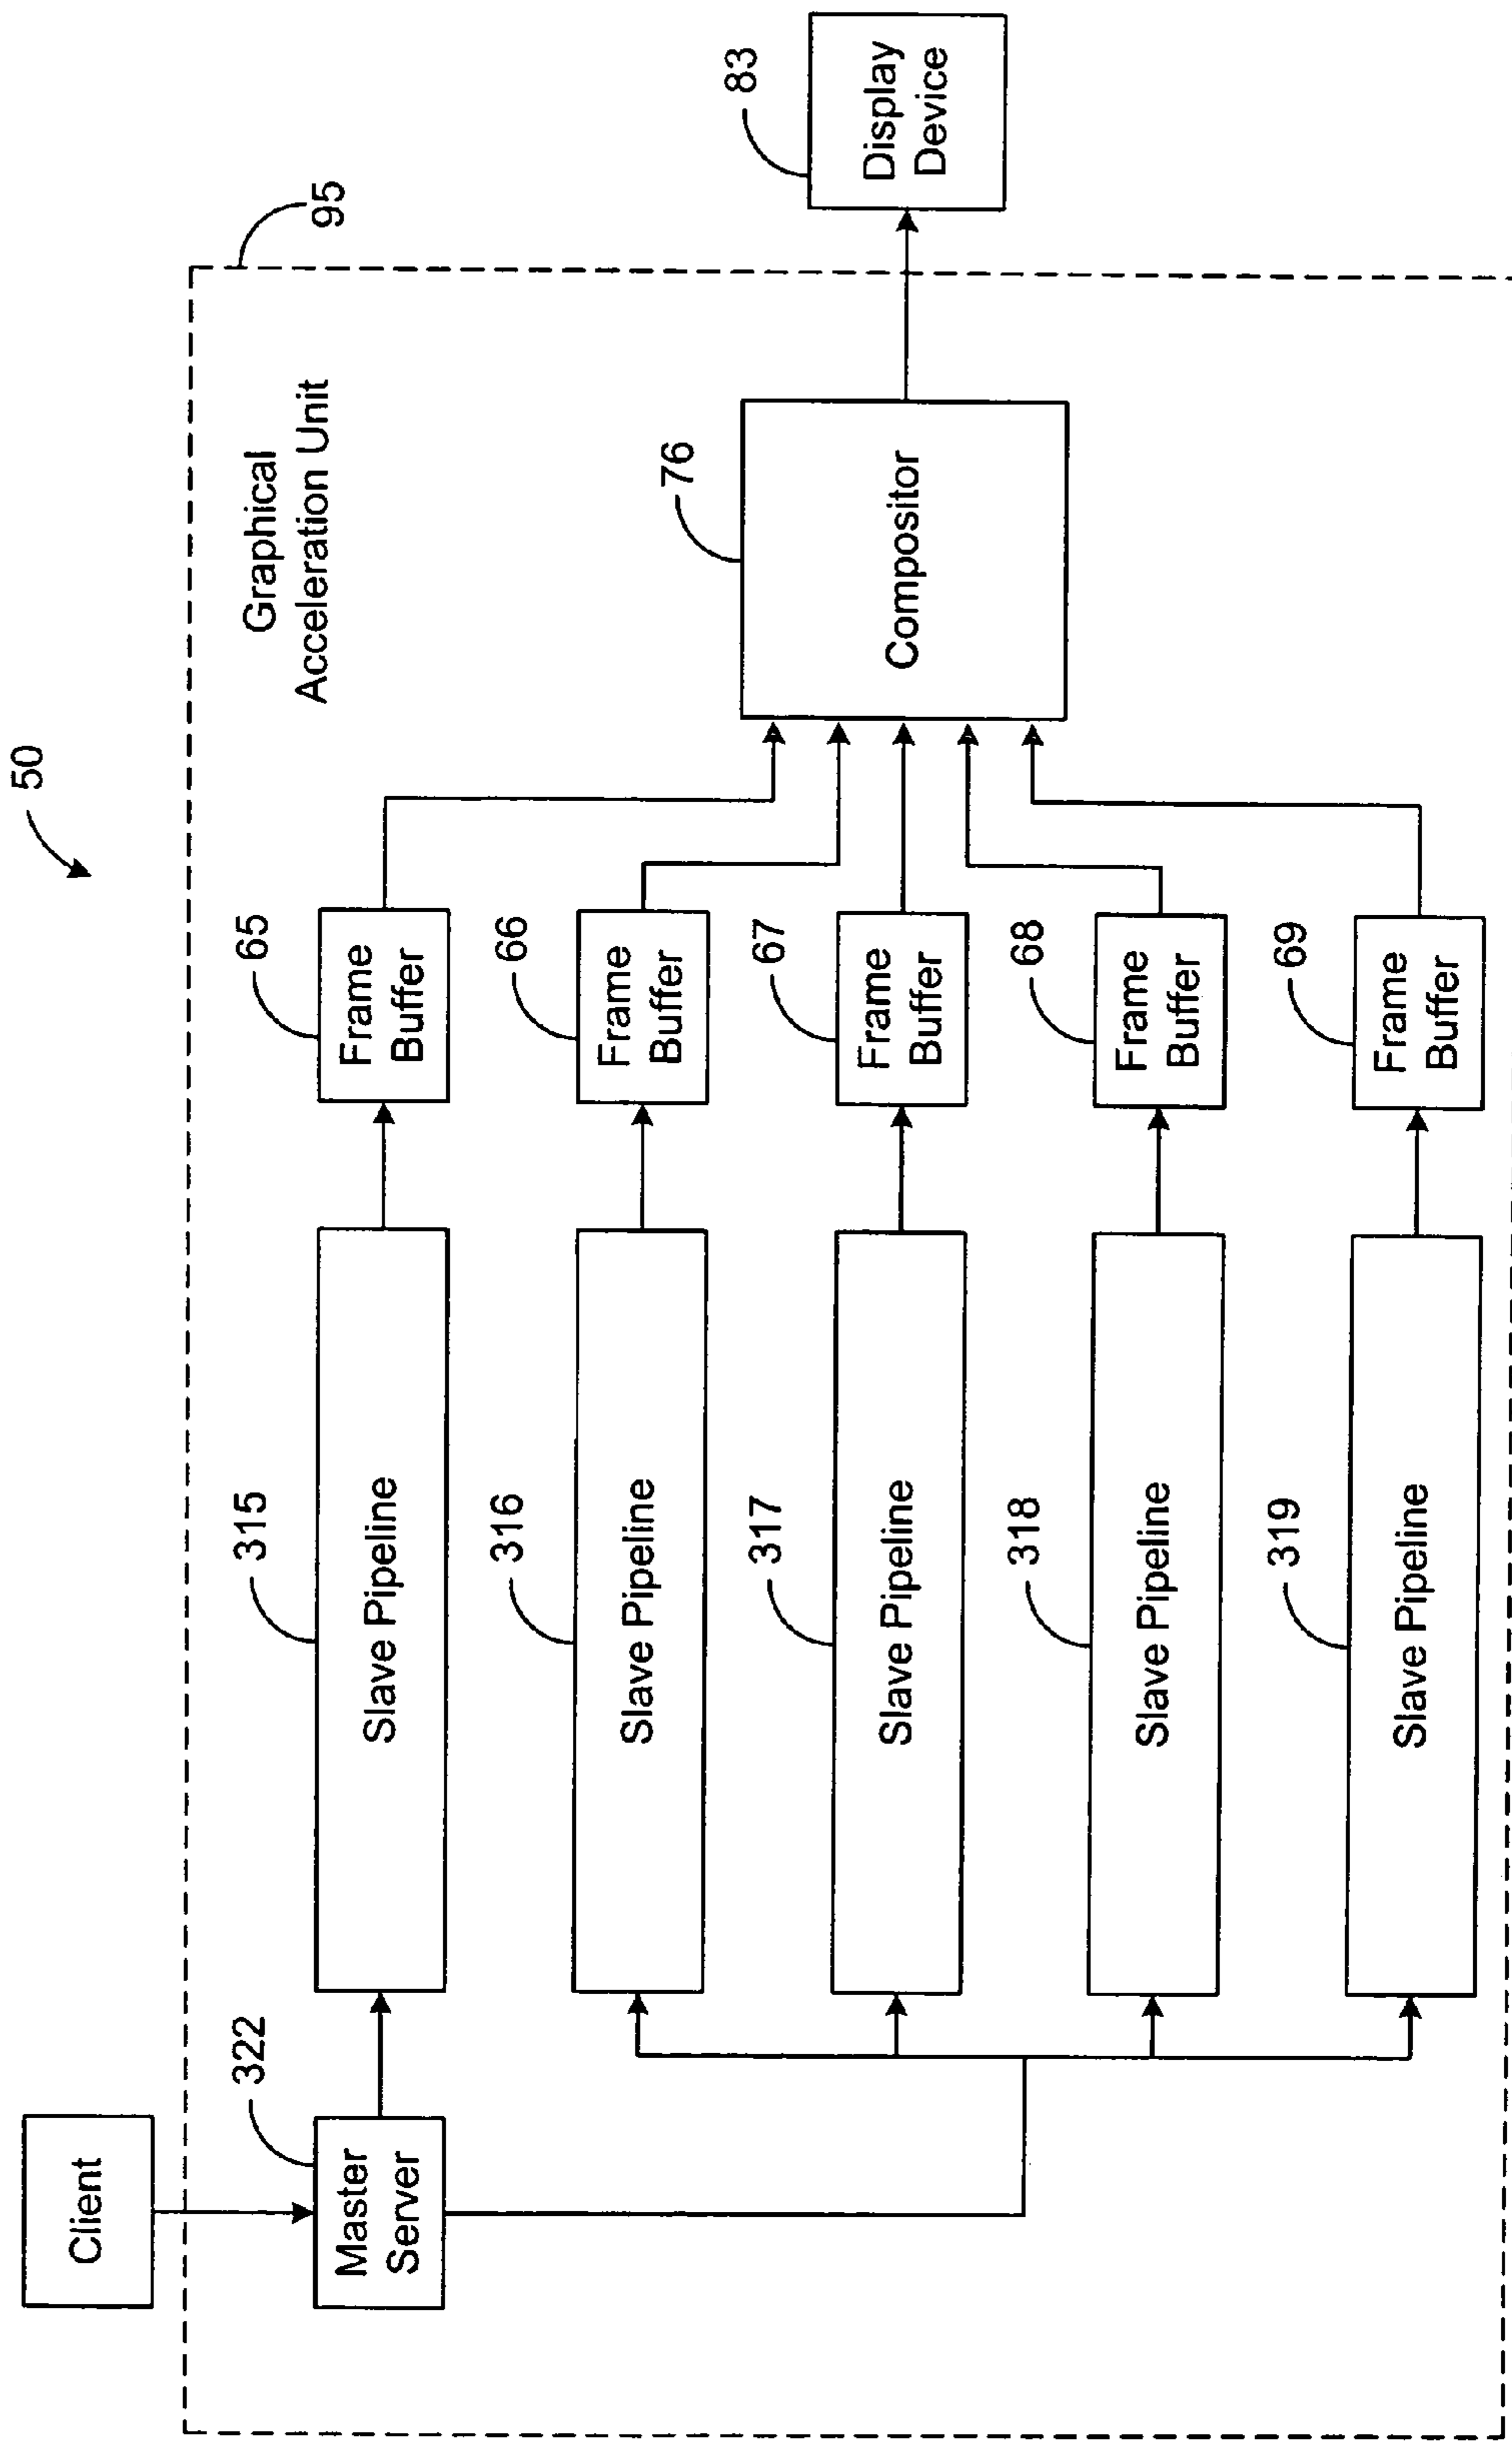 50
Client
95
Graphical
Acceleration Unit
322
Master
Server
315
Slave Pipeline
65
Frame
Buffer
316
Slave Pipeline
66
Frame
Buffer
76
Compositor
83
Display
Device
317
Slave Pipeline
67
Frame
Buffer
318
Slave Pipeline
68
Frame
Buffer
319
Slave Pipeline
69
Frame
Buffer